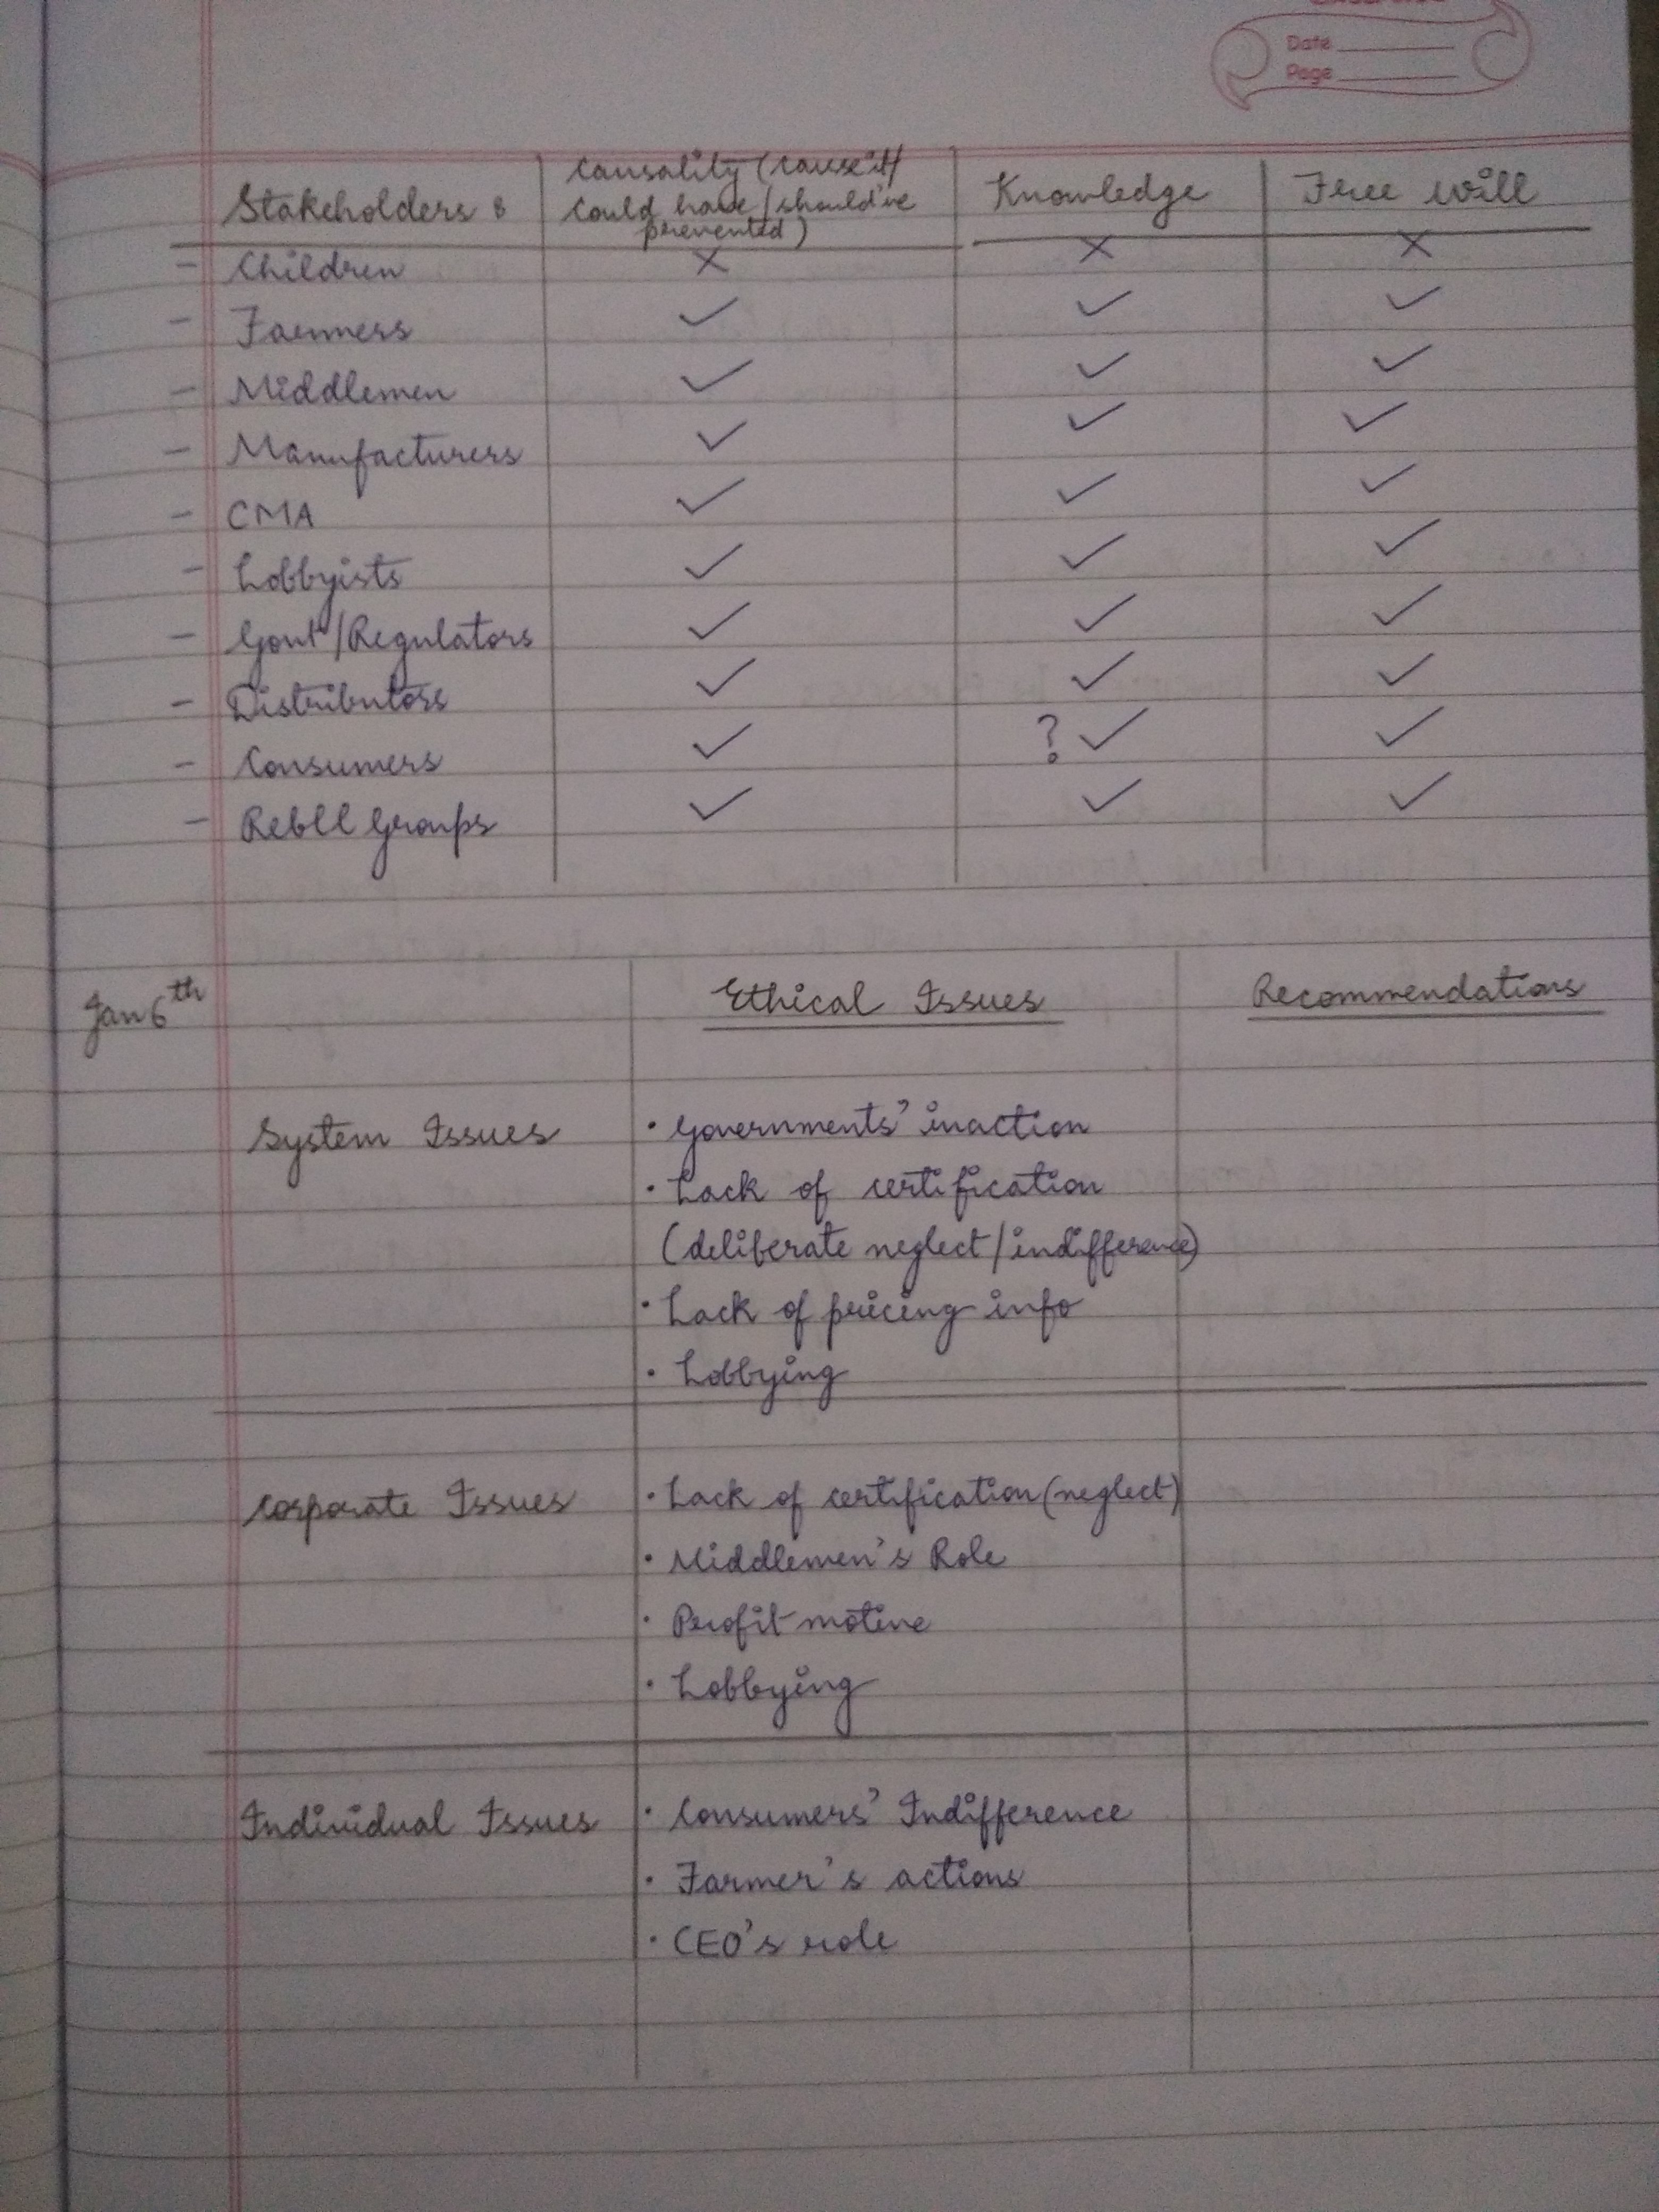 Date
Page
Stakeholders : | Causality (cause it/ could have/should've prevented) | Knowledge | Free will
- Children | ✗ | ✗ | ✗
- Farmers | ✓ | ✓ | ✓
- Middlemen | ✓ | ✓ | ✓
- Manufacturers | ✓ | ✓ | ✓
- CMA | ✓ | ✓ | ✓
- Lobbyists | ✓ | ✓ | ✓
- Govt/Regulators | ✓ | ✓ | ✓
- Distributors | ✓ | ✓ | ✓
- Consumers | ✓ | ? ✓ | ✓
- Rebll Groups | ✓ | ✓ | ✓
Jan 6th | Ethical Issues | Recommendations
System Issues | • Governments' inaction
• Lack of certification
(deliberate neglect/indifference)
• Lack of pricing info
• Lobbying
Corporate Issues | • Lack of certification (neglect)
• Middlemen's Role
• Profit motive
• Lobbying
Individual Issues | • Consumers' Indifference
• Farmer's actions
• CEO's role